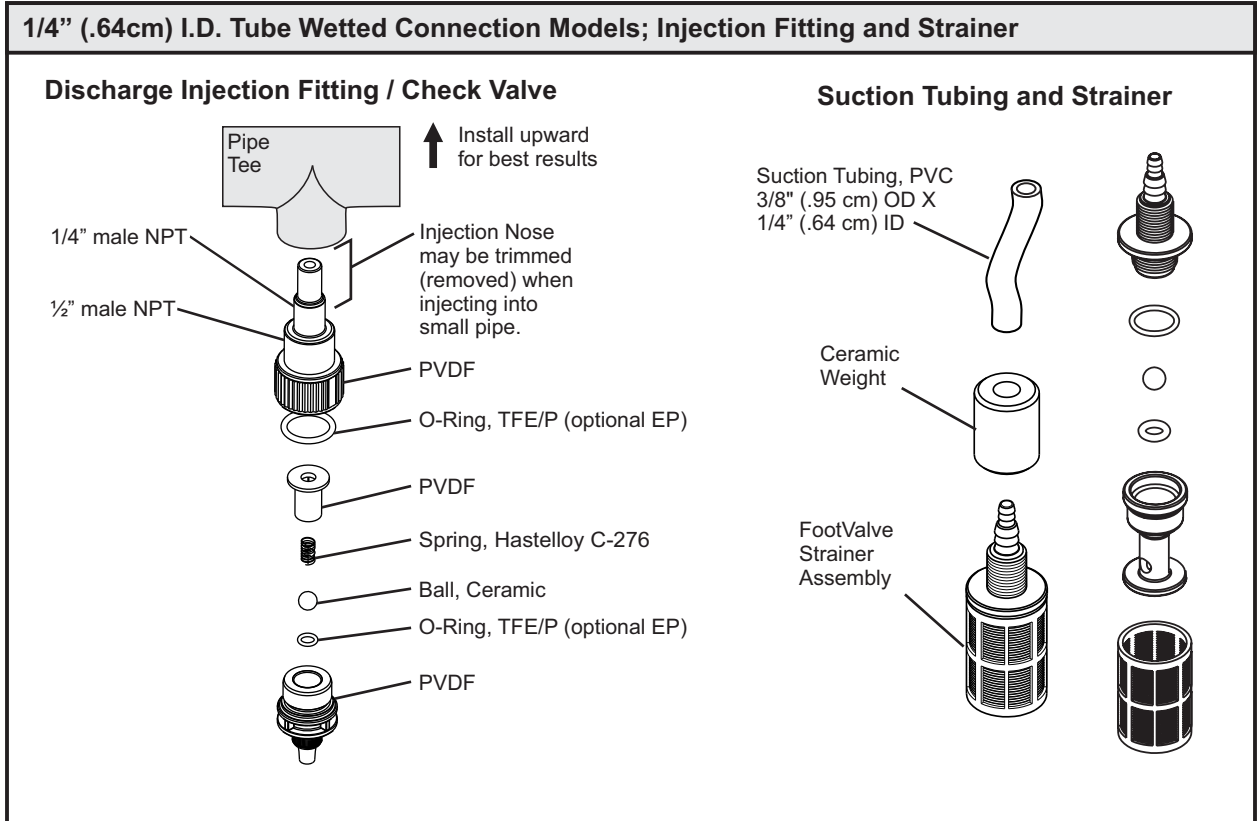 1/4” (.64cm) I.D. Tube Wetted Connection Models; Injection Fitting and Strainer
Discharge Injection Fitting / Check Valve
Pipe
Tee
Install upward
for best results
1/4” male NPT
½” male NPT
Injection Nose
may be trimmed
(removed) when
injecting into
small pipe.
PVDF
O-Ring, TFE/P (optional EP)
PVDF
Spring, Hastelloy C-276
Ball, Ceramic
O-Ring, TFE/P (optional EP)
PVDF
Suction Tubing and Strainer
Suction Tubing, PVC
3/8" (.95 cm) OD X
1/4” (.64 cm) ID
Ceramic
Weight
FootValve
Strainer
Assembly